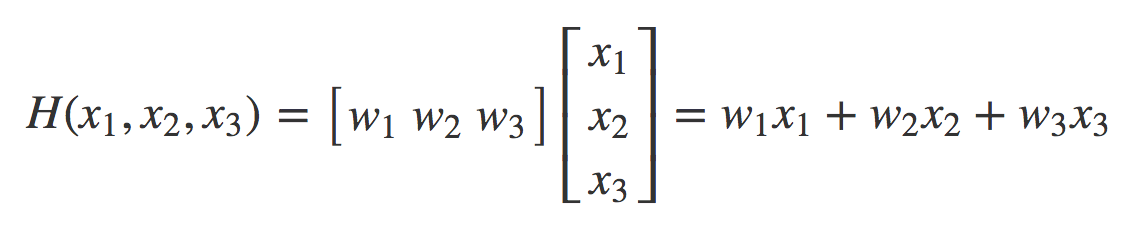 H(x₁, x₂, x₃) = [w₁ w₂ w₃] [x₁ x₂ x₃] = w₁x₁ + w₂x₂ + w₃x₃